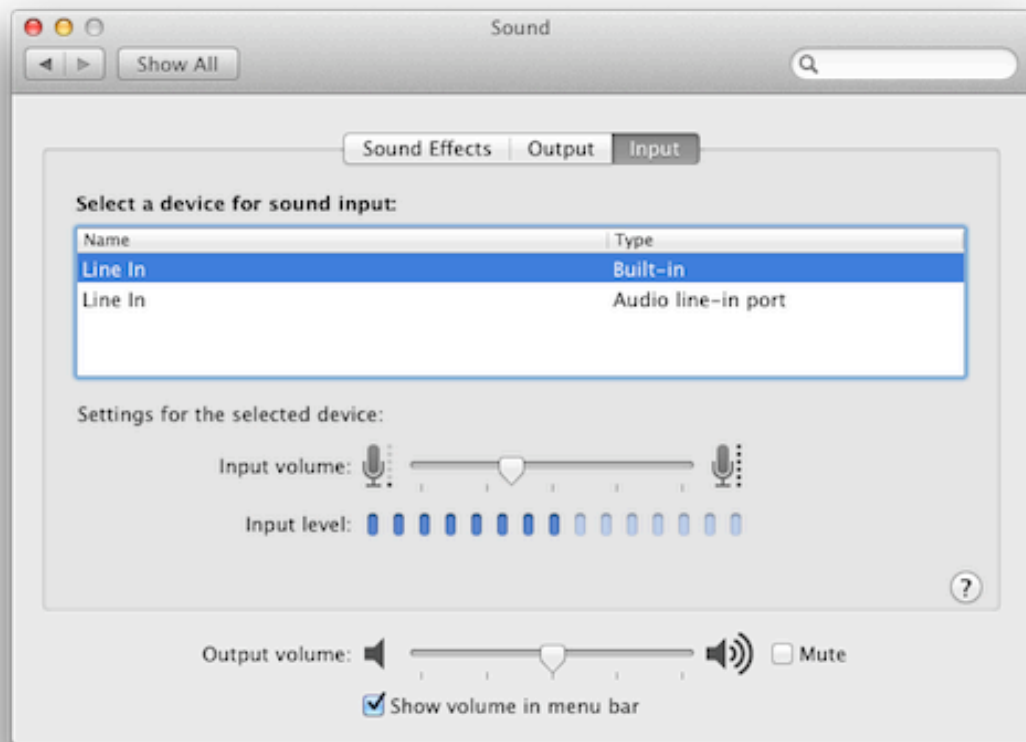 Sound
Show All
Sound Effects Output Input
Select a device for sound input:
Name Type
Line In Built-in
Line In Audio line-in port
Settings for the selected device:
Input volume:
Input level:
?
Output volume: Mute
Show volume in menu bar